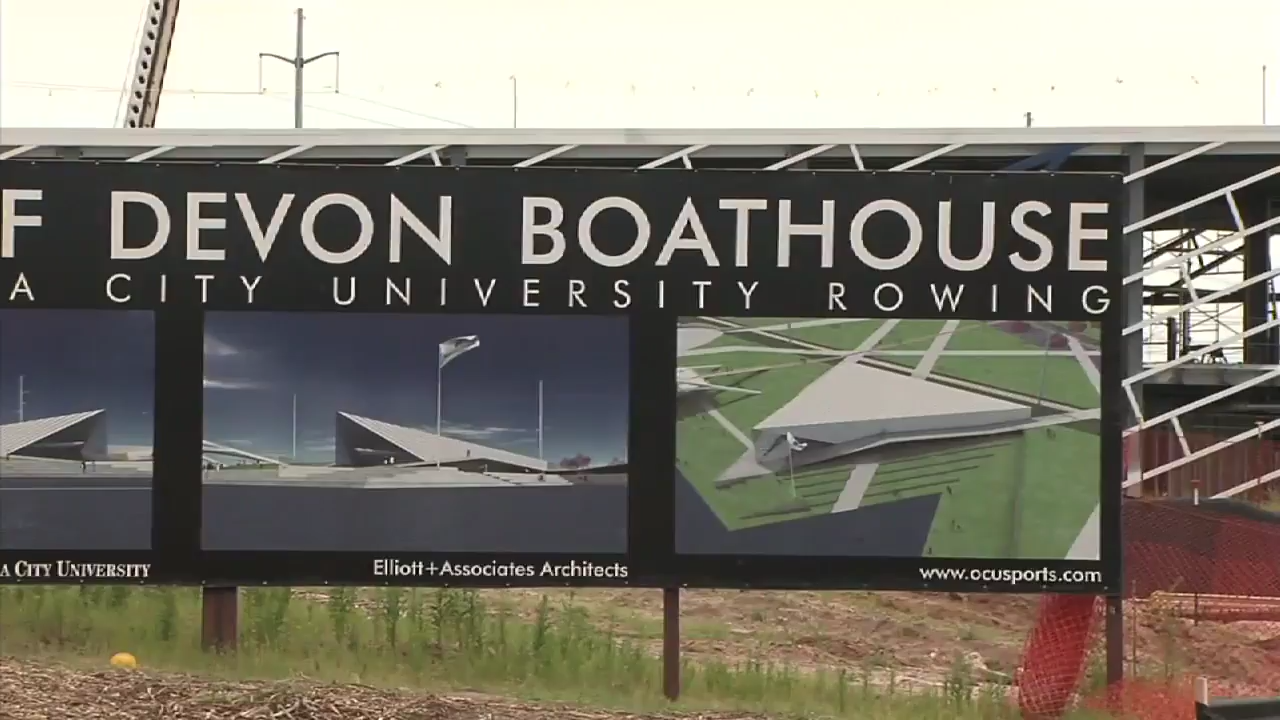 F DEVON BOATHOUSE
A CITY UNIVERSITY ROWING
A CITY UNIVERSITY
Elliott+Associates Architects
www.ocusports.com